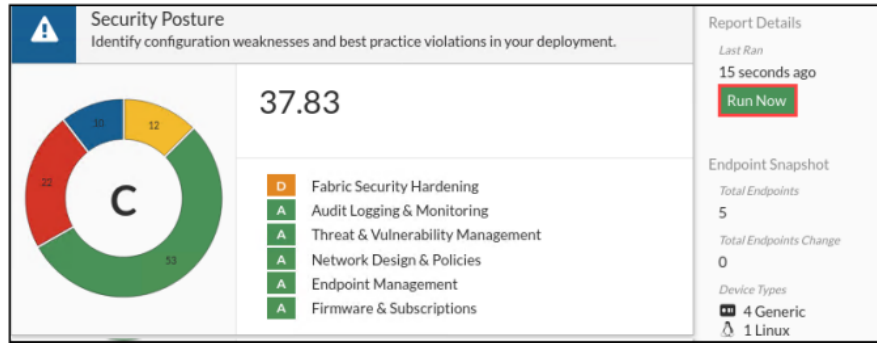 Security Posture
Identify configuration weaknesses and best practice violations in your deployment.
10
12
22
C
53
37.83
D Fabric Security Hardening
A Audit Logging & Monitoring
A Threat & Vulnerability Management
A Network Design & Policies
A Endpoint Management
A Firmware & Subscriptions
Report Details
Last Ran
15 seconds ago
Run Now
Endpoint Snapshot
Total Endpoints
5
Total Endpoints Change
0
Device Types
4 Generic
1 Linux